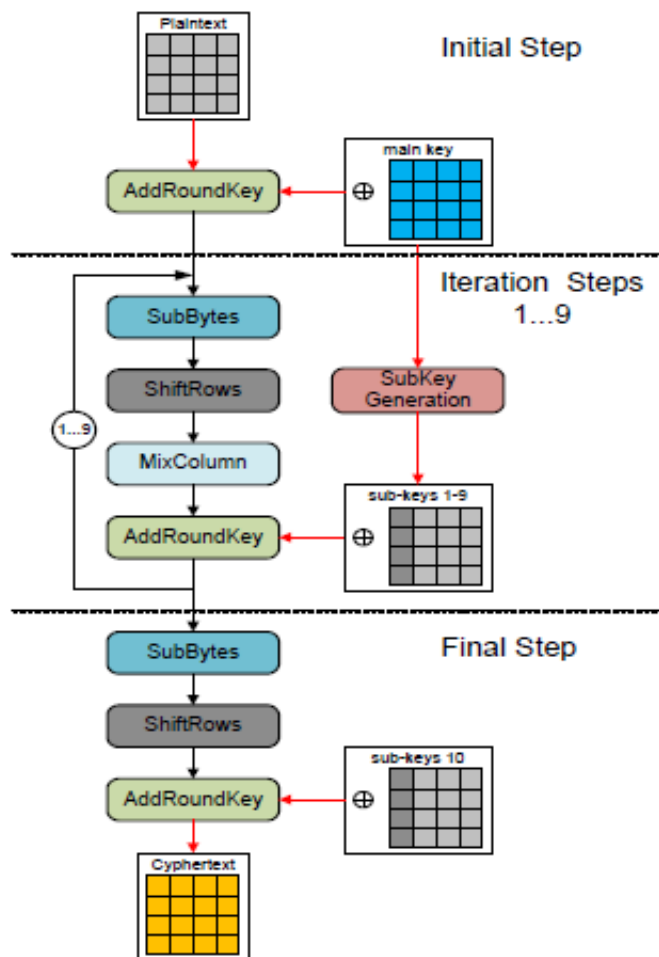 Plaintext
Initial Step
main key
AddRoundKey
Iteration Steps
1...9
SubBytes
SubKey
Generation
ShiftRows
1...9
MixColumn
sub-keys 1-9
AddRoundKey
Final Step
SubBytes
ShiftRows
sub-keys 10
AddRoundKey
Cyphertext